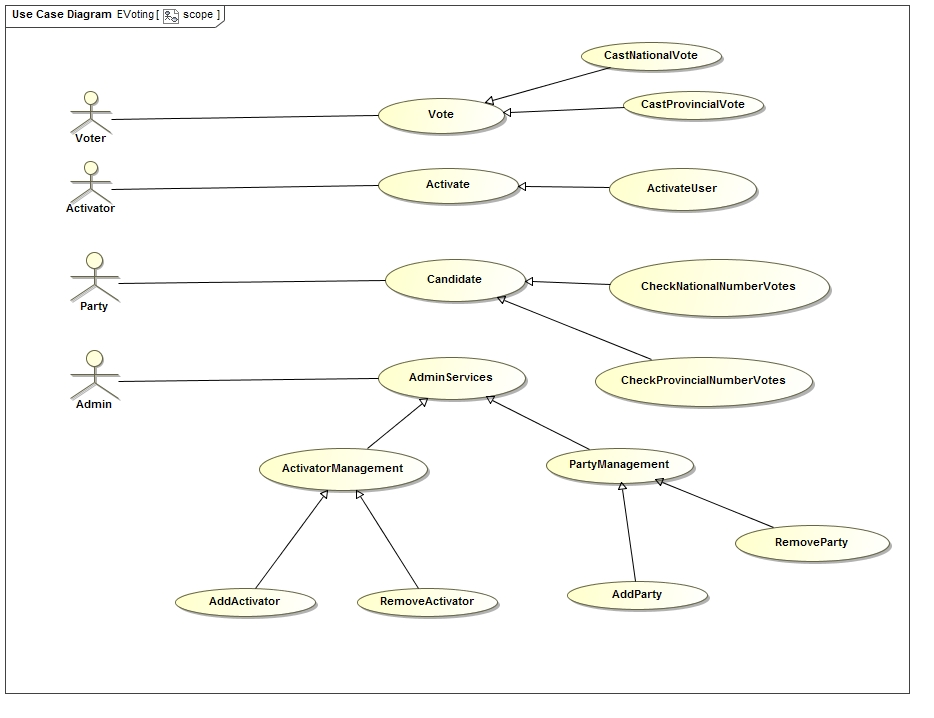 Use Case Diagram EVoting [ scope ]
CastNationalVote
CastProvincialVote
Vote
Voter
Activate
ActivateUser
Activator
Candidate
CheckNationalNumberVotes
Party
AdminServices
CheckProvincialNumberVotes
Admin
ActivatorManagement
PartyManagement
RemoveParty
AddActivator
RemoveActivator
AddParty